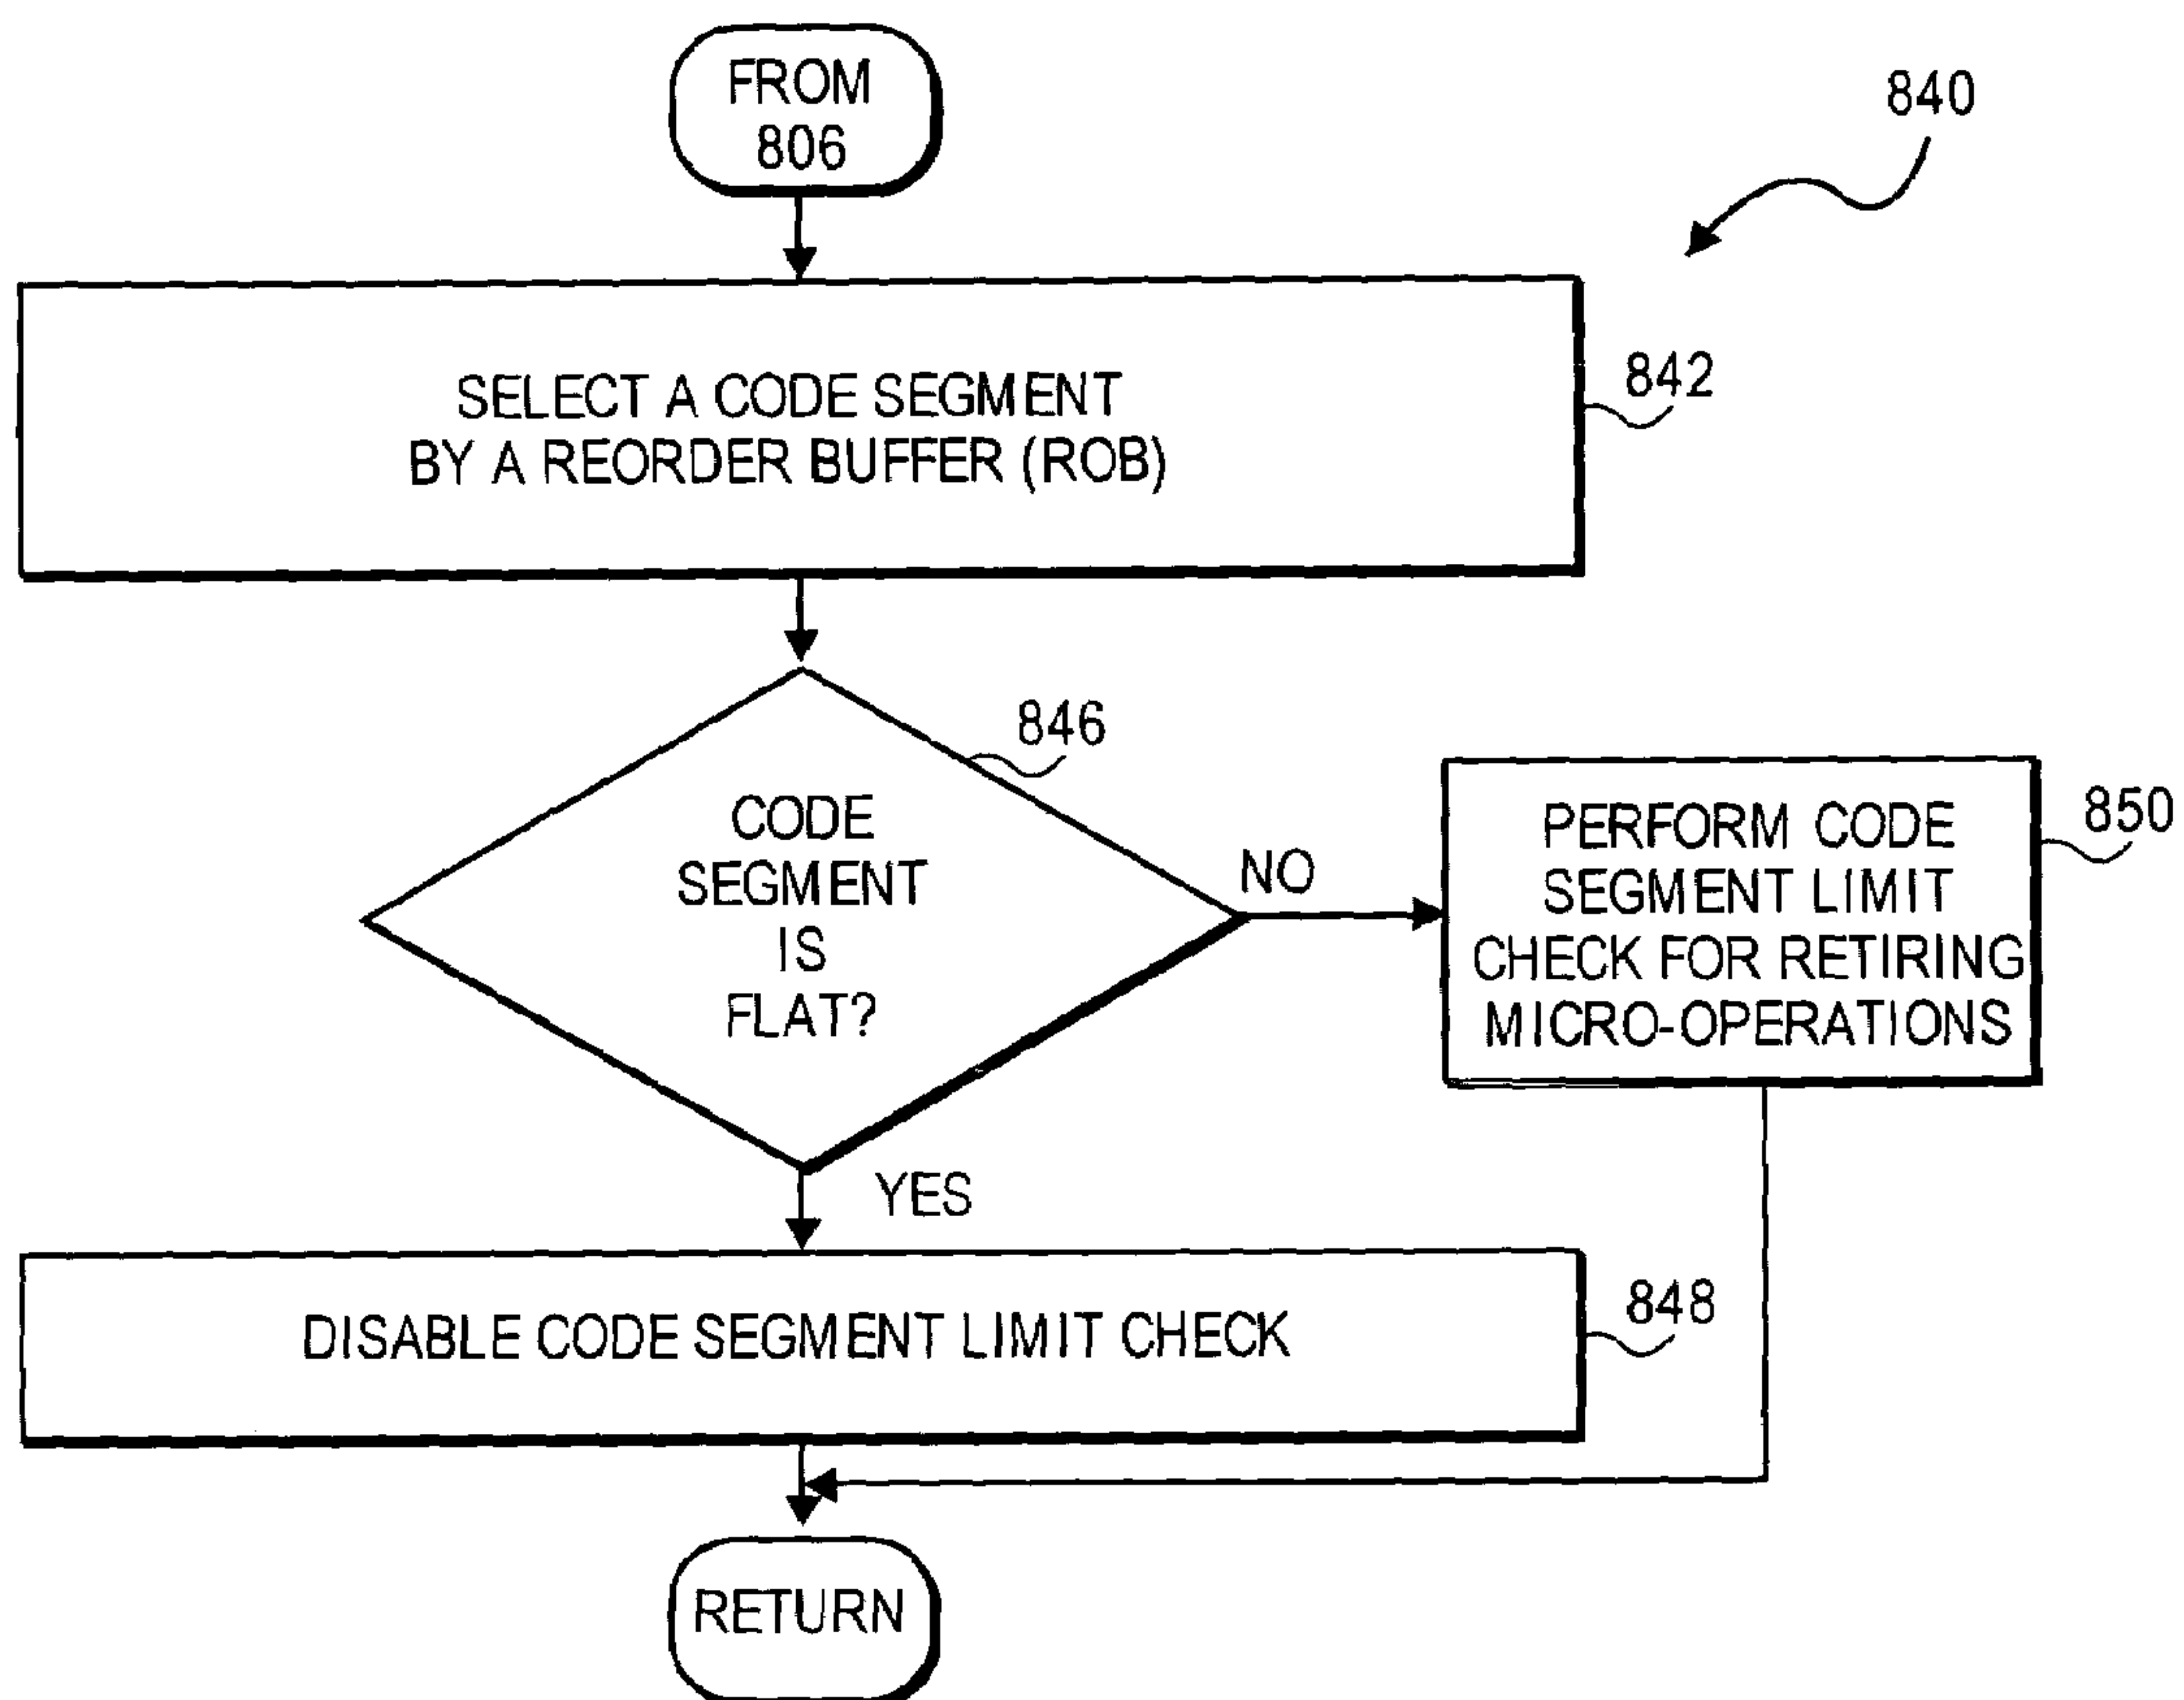 FROM
806
840
SELECT A CODE SEGMENT
BY A REORDER BUFFER (ROB)
842
846
CODE
SEGMENT
IS
FLAT?
NO
PERFORM CODE
SEGMENT LIMIT
CHECK FOR RETIRING
MICRO-OPERATIONS
850
YES
DISABLE CODE SEGMENT LIMIT CHECK
848
RETURN